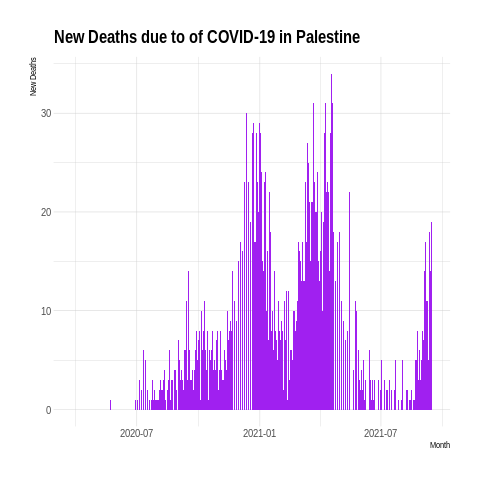 New Deaths due to of COVID-19 in Palestine
New Deaths
30
20
10
0
2020-07
2021-01
2021-07
Month